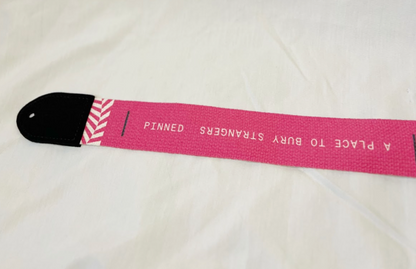 PINNED
A PLACE TO BURY STRANGERS